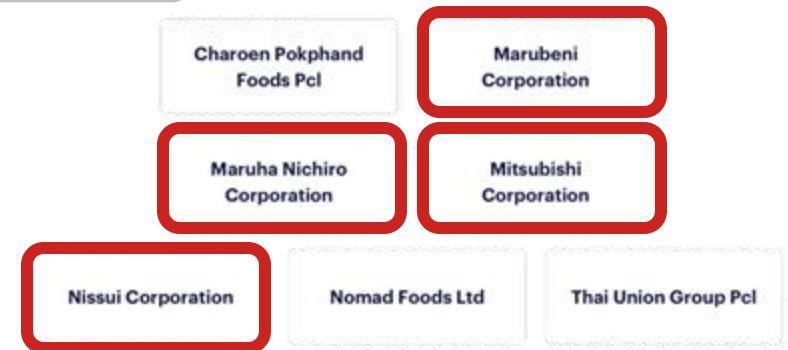 Charoen Pokphand
Foods Pcl
Marubeni
Corporation
Maruha Nichiro
Corporation
Mitsubishi
Corporation
Nissui Corporation
Nomad Foods Ltd
Thai Union Group Pcl